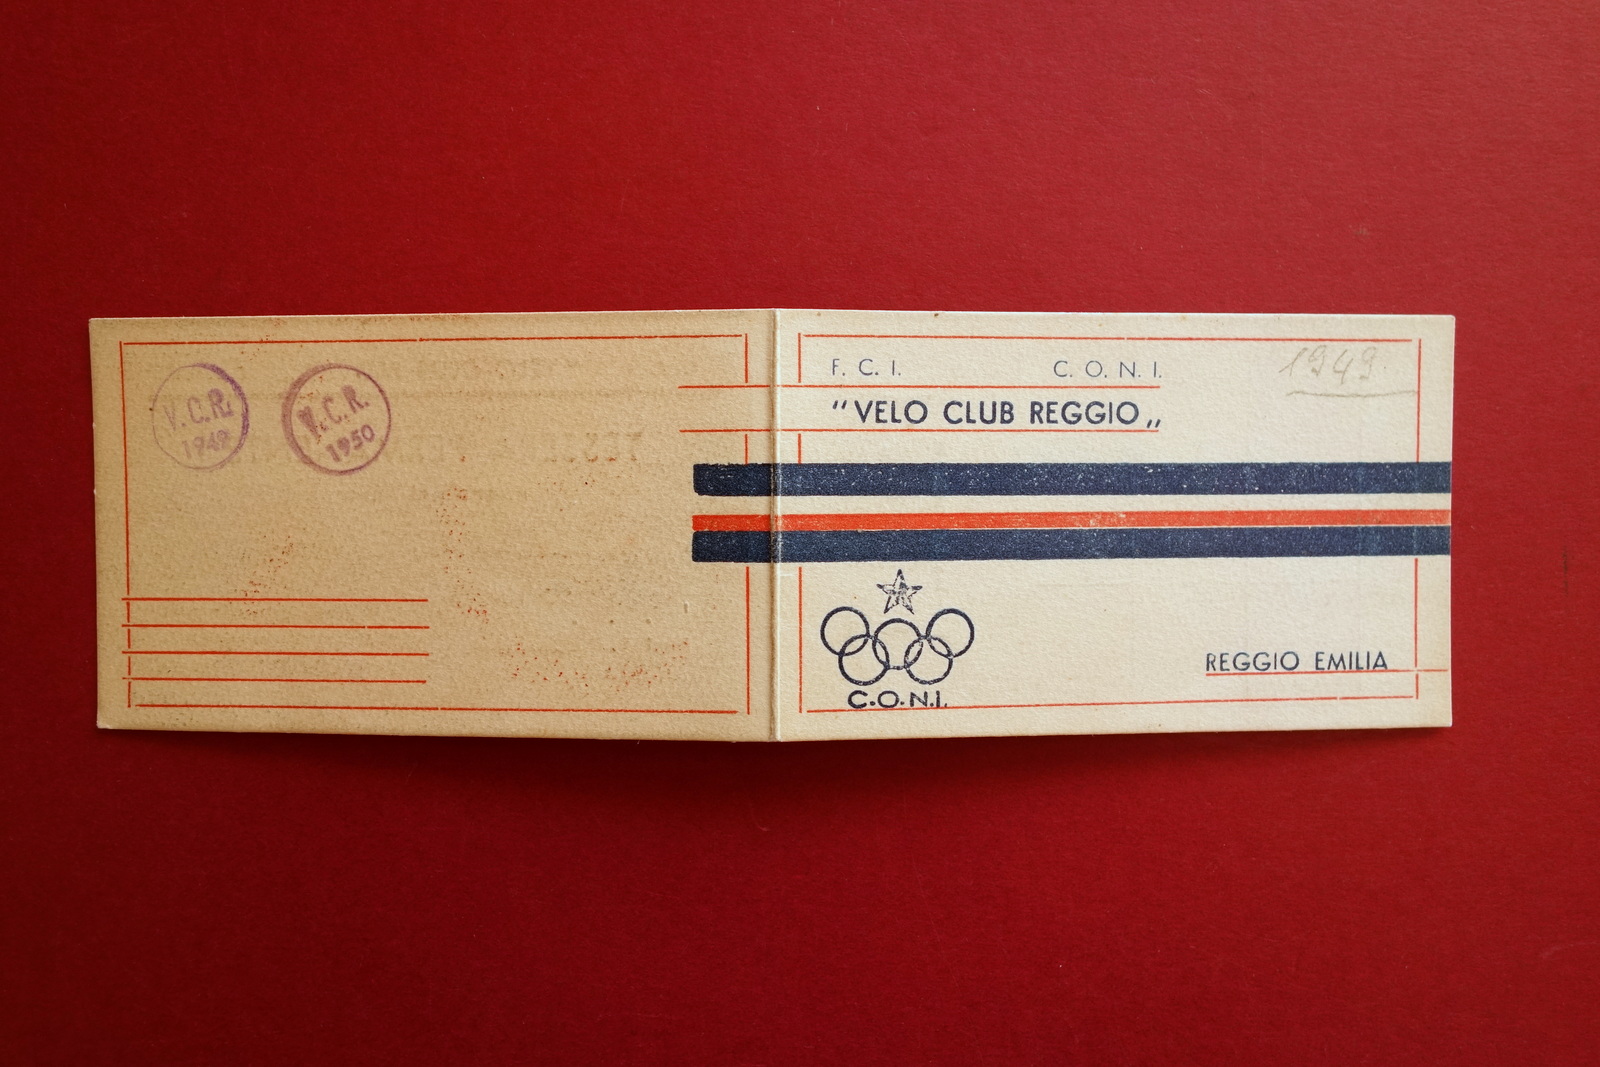 V.C.R.
1949
V.C.R.
1950
F. C. I. C. O. N. I.
1949
"VELO CLUB REGGIO„
C.O.N.I.
REGGIO EMILIA